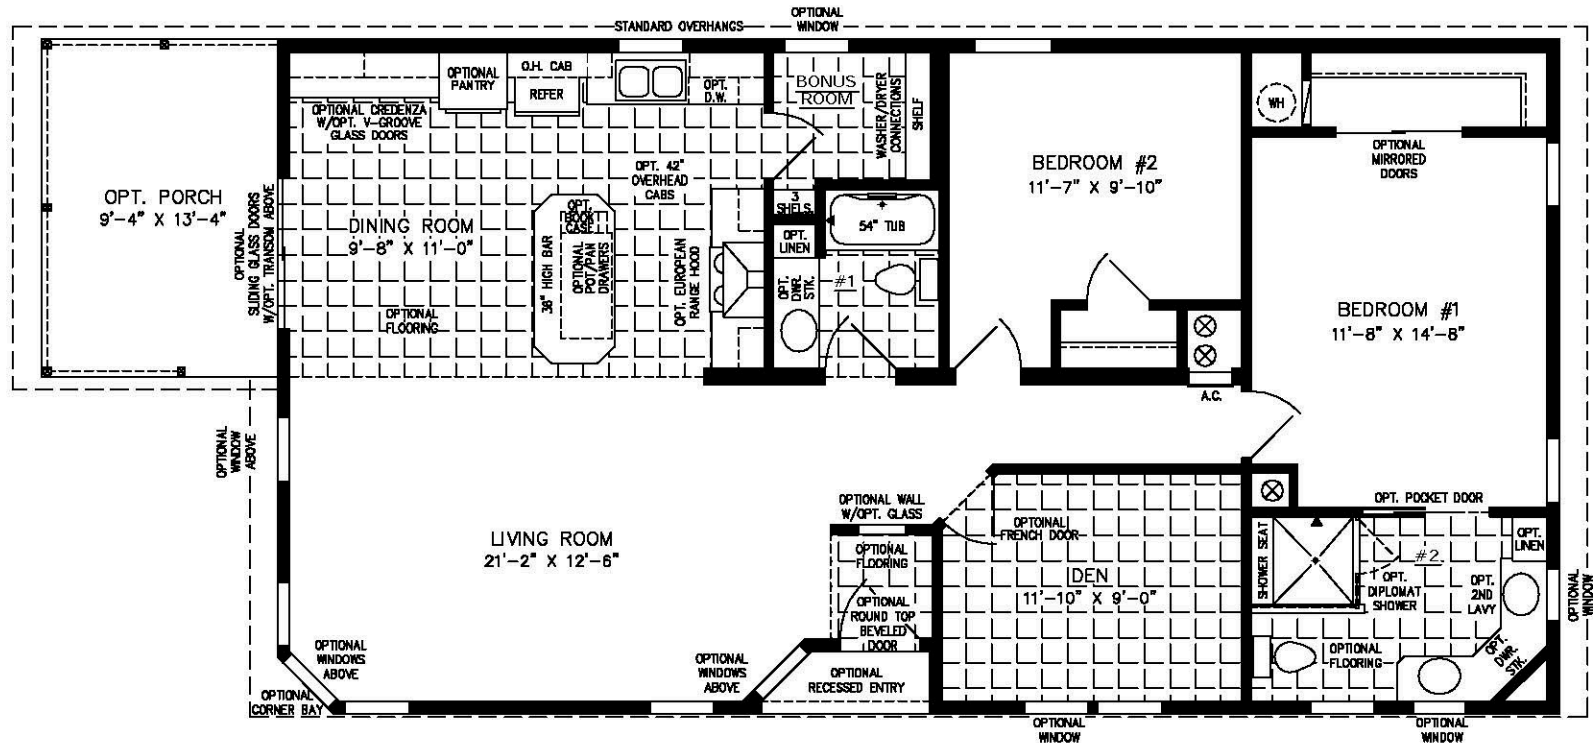 STANDARD OVERHANGS
OPTIONAL
WINDOW
OPTIONAL
PANTRY
O.H. CAB
REFER
OPT.
D.W.
BONUS
ROOM
WASHER/DRYER
CONNECTIONS
SHELF
OPTIONAL CREDENZA
W/OPT. V-GROOVE
GLASS DOORS
OPT. PORCH
9'-4" X 13'-4"
OPTIONAL
SLIDING GLASS DOORS
W/OPT. TRANSOM ABOVE
DINING ROOM
9'-8" X 11'-0"
OPTIONAL
FLOORING
OPT. 42"
OVERHEAD
CABS
OPT.
BOOK
CASE
36" HIGH BAR
OPTIONAL
POT/PAN
DRAWERS
OPT. EUROPEAN
RANGE HOOD
3
SHELS.
OPT.
LINEN
54" TUB
OPT.
DWR.
STK.
#1
BEDROOM #2
11'-7" X 9'-10"
WH
OPTIONAL
MIRRORED
DOORS
BEDROOM #1
11'-8" X 14'-8"
A.C.
OPTIONAL
WINDOW
ABOVE
LIVING ROOM
21'-2" X 12'-6"
OPTIONAL WALL
W/OPT. GLASS
OPTIONAL
FLOORING
OPTIONAL
ROUND TOP
BEVELED
DOOR
OPTIONAL
RECESSED ENTRY
OPTIONAL
WINDOWS
ABOVE
OPTIONAL
CORNER BAY
OPTIONAL
WINDOWS
ABOVE
OPTOINAL
FRENCH DOOR
DEN
11'-10" X 9'-0"
OPT. POCKET DOOR
SHOWER SEAT
#2
OPT.
DIPLOMAT
SHOWER
OPT.
LINEN
OPT.
2ND
LAVY
OPTIONAL
FLOORING
OPT.
DWR.
STK.
OPTIONAL
WINDOW
OPTIONAL
WINDOW
OPTIONAL
WINDOW